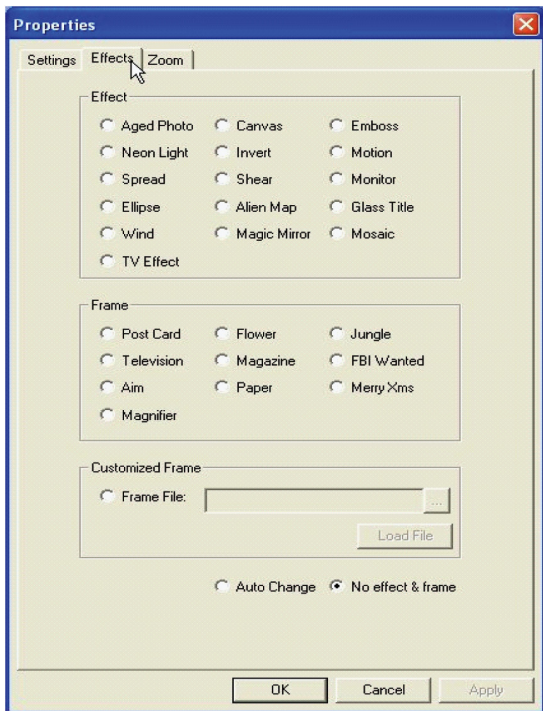 Properties
Settings Effects Zoom
Effect
Aged Photo Canvas Emboss
Neon Light Invert Motion
Spread Shear Monitor
Ellipse Alien Map Glass Title
Wind Magic Mirror Mosaic
TV Effect
Frame
Post Card Flower Jungle
Television Magazine FBI Wanted
Aim Paper Merry Xms
Magnifier
Customized Frame
Frame File: ...
Load File
Auto Change No effect & frame
OK Cancel Apply